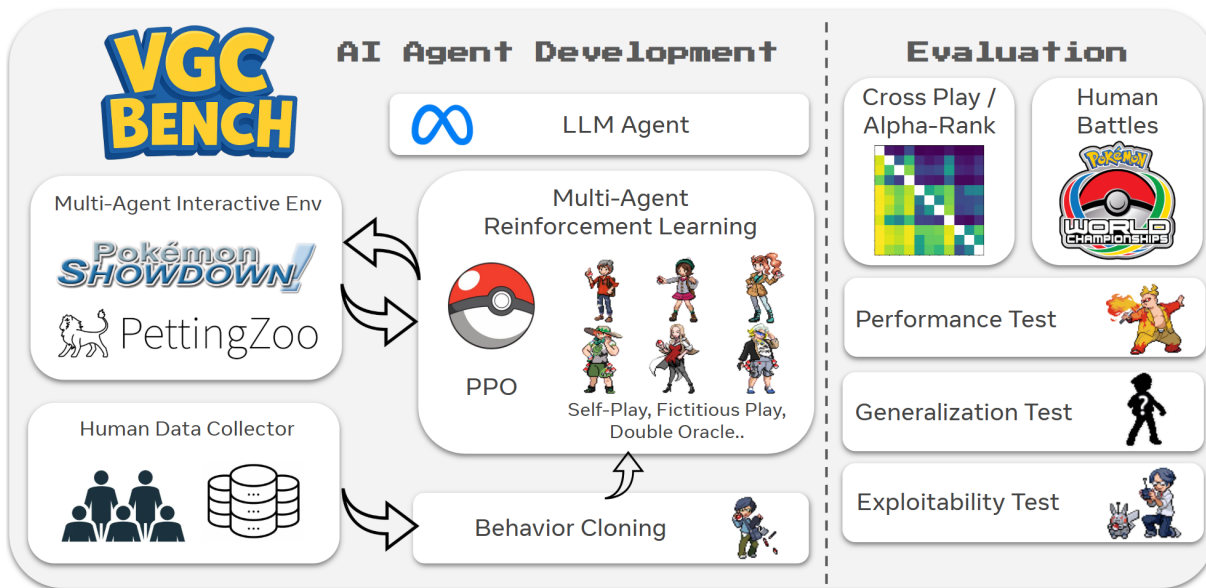 VGC
BENCH
AI Agent Development
LLM Agent
Multi-Agent Interactive Env
Pokémon
SHOWDOWN!
PettingZoo
Multi-Agent
Reinforcement Learning
PPO
Self-Play, Fictitious Play,
Double Oracle..
Human Data Collector
Behavior Cloning
Evaluation
Cross Play /
Alpha-Rank
Human
Battles
Pokémon
WORLD
CHAMPIONSHIPS
Performance Test
Generalization Test
?
Exploitability Test